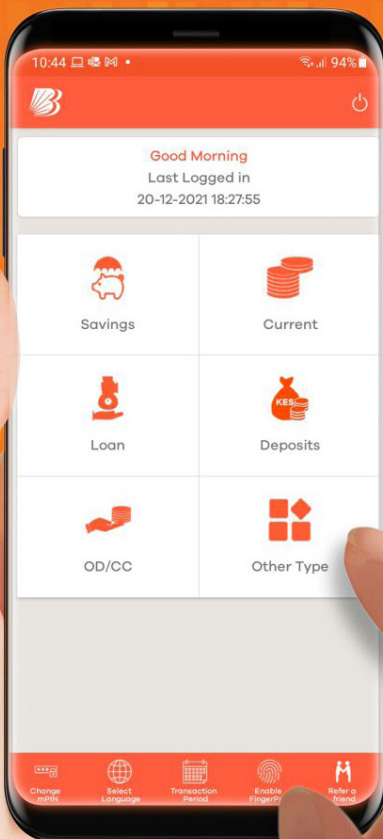 10:44
94%
Good Morning
Last Logged in
20-12-2021 18:27:55
Savings
Current
Loan
KES
Deposits
OD/CC
Other Type
Change
mPIN
Select
Language
Transaction
Period
Enable
Refer a
friend